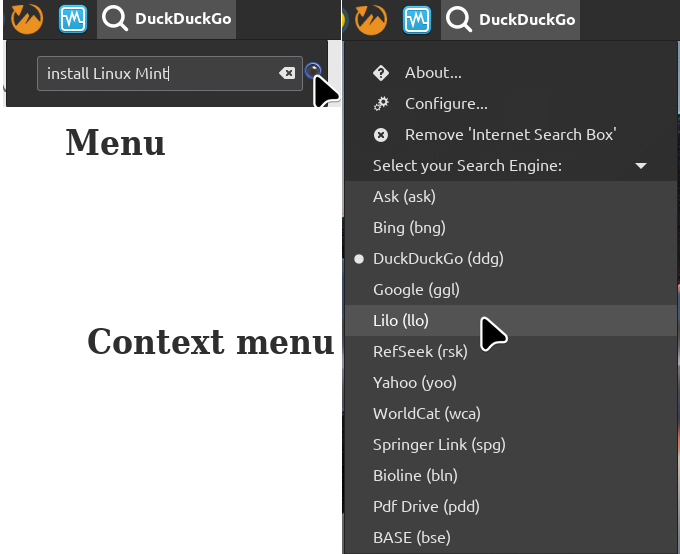 DuckDuckGo
install Linux Mint
Menu
Context menu
DuckDuckGo
About...
Configure...
Remove 'Internet Search Box'
Select your Search Engine:
Ask (ask)
Bing (bng)
DuckDuckGo (ddg)
Google (ggl)
Lilo (llo)
RefSeek (rsk)
Yahoo (yoo)
WorldCat (wca)
Springer Link (spg)
Bioline (bln)
Pdf Drive (pdd)
BASE (bse)